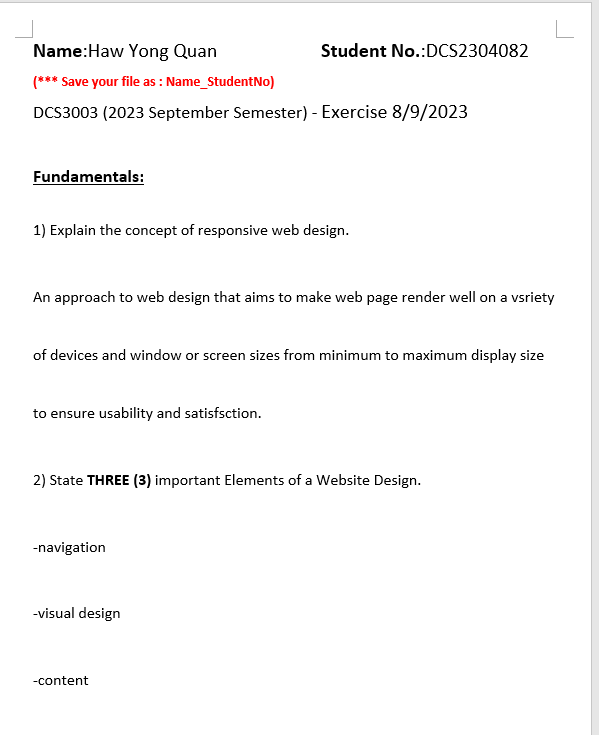 Name:Haw Yong Quan Student No.:DCS2304082
(*** Save your file as : Name_StudentNo)
DCS3003 (2023 September Semester) - Exercise 8/9/2023
Fundamentals:
1) Explain the concept of responsive web design.
An approach to web design that aims to make web page render well on a vsriety
of devices and window or screen sizes from minimum to maximum display size
to ensure usability and satisfsction.
2) State THREE (3) important Elements of a Website Design.
-navigation
-visual design
-content